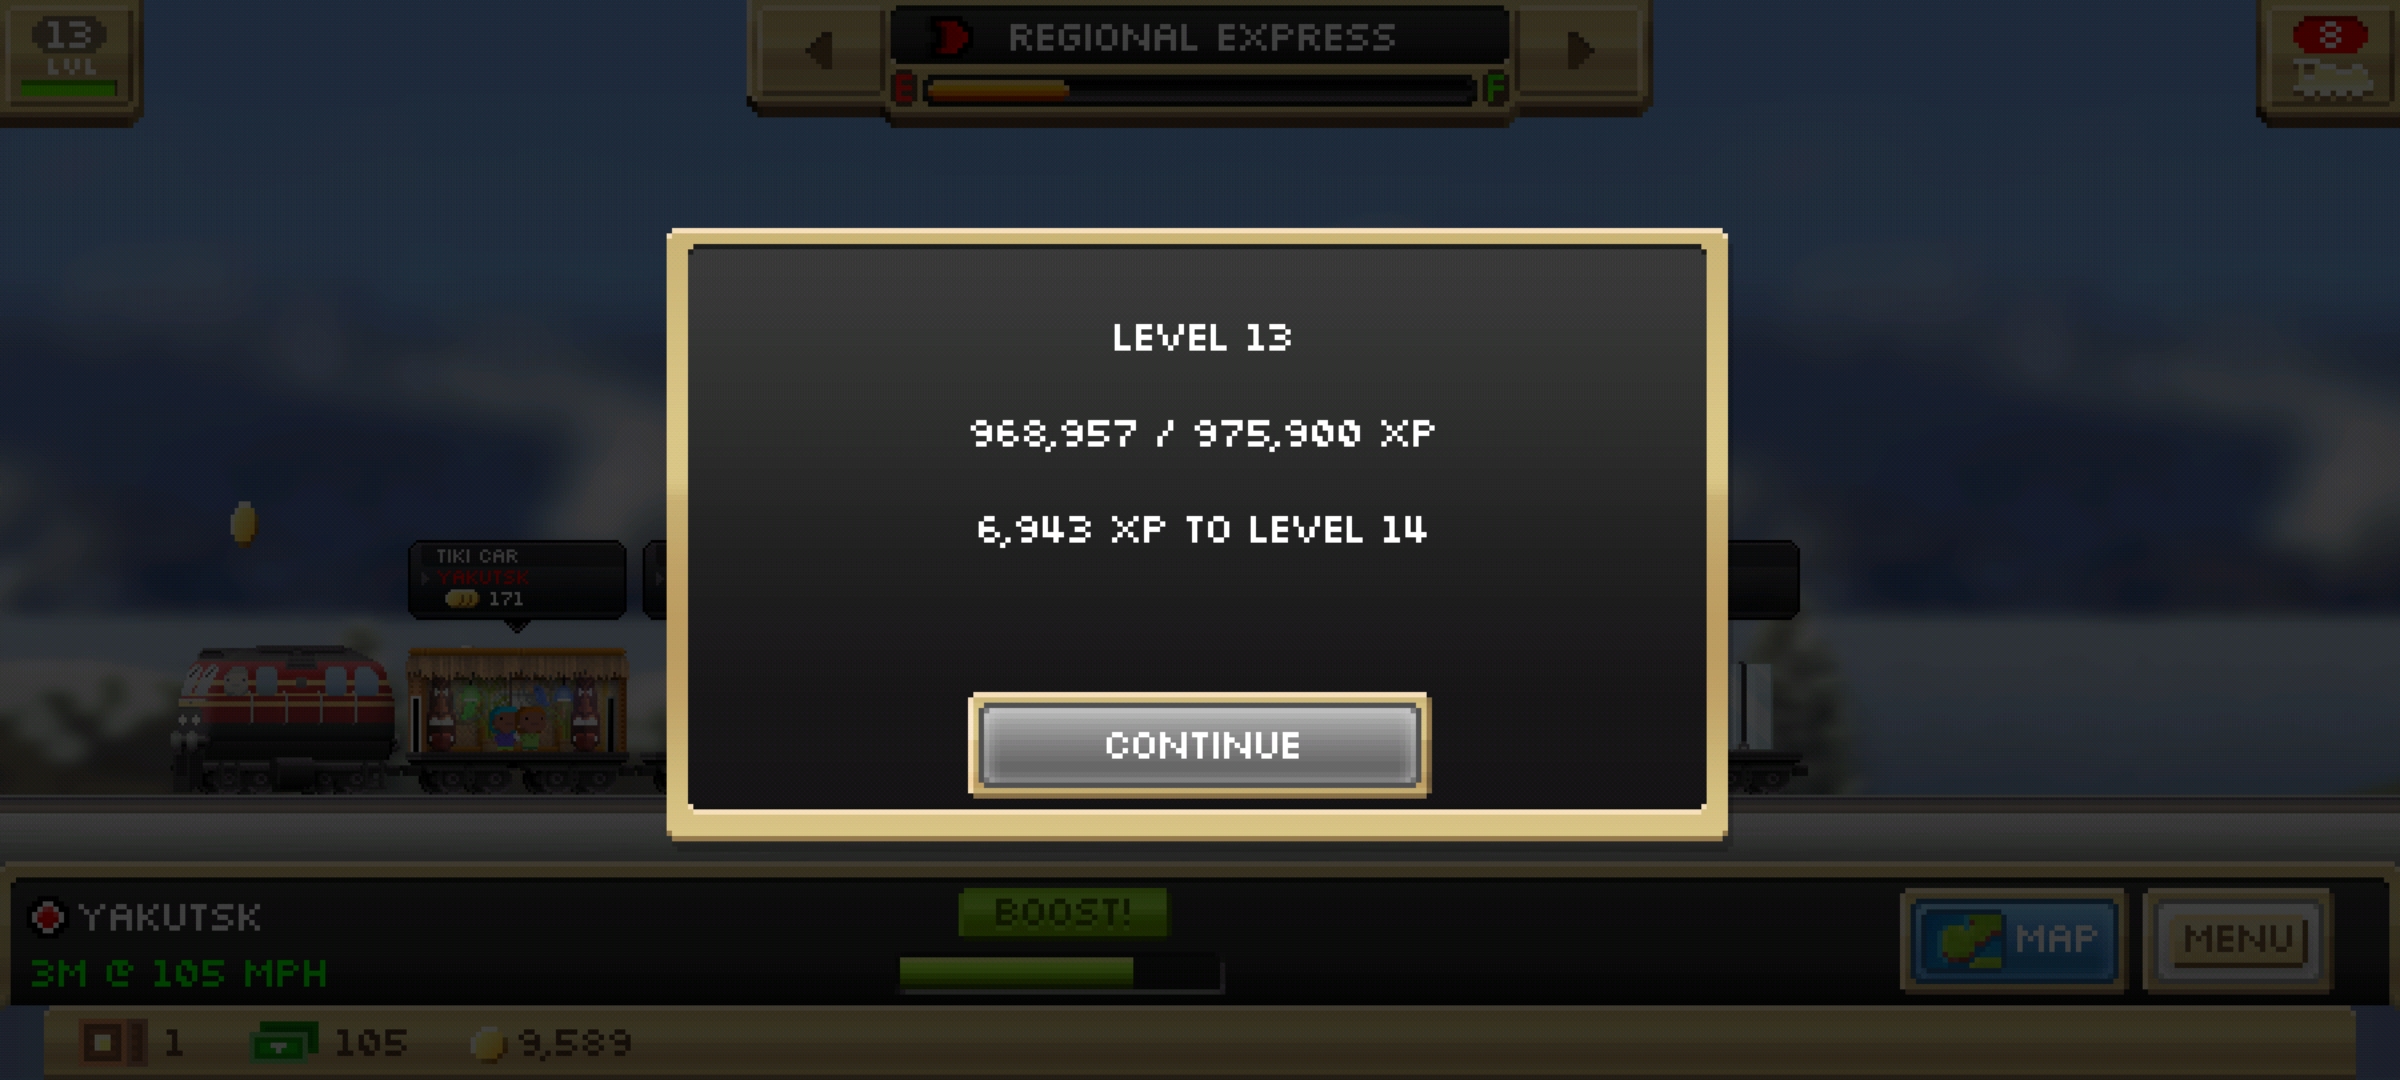 13
LVL
REGIONAL EXPRESS
E F
8
LEVEL 13
968,957 / 975,900 XP
6,943 XP TO LEVEL 14
TIKI CAR
YAKUTSK
171
CONTINUE
YAKUTSK
3M @ 105 MPH
BOOST!
MAP
MENU
1
105
9,589